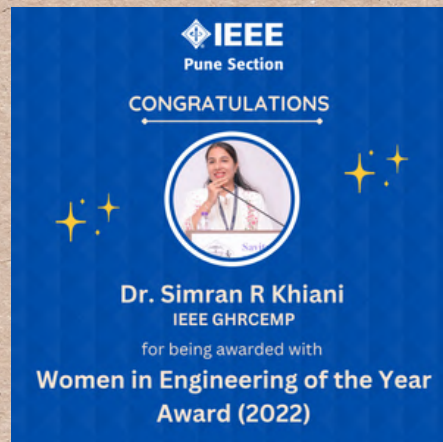 IEEE
Pune Section
CONGRATULATIONS
Savit
Dr. Simran R Khiani
IEEE GHRCEMP
for being awarded with
Women in Engineering of the Year
Award (2022)